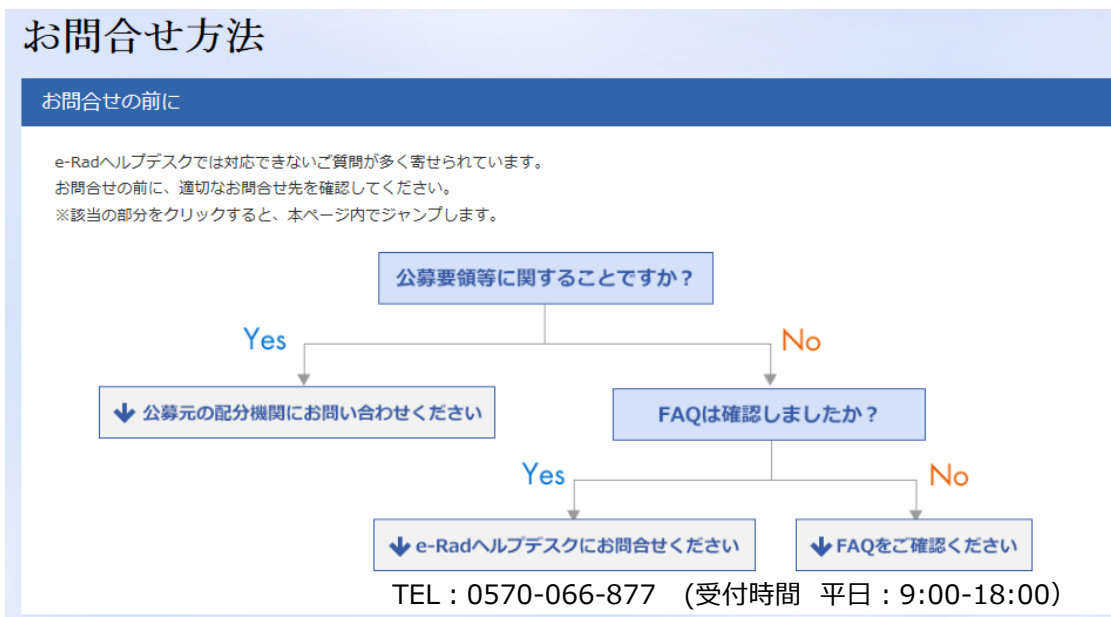 お問合せ方法
お問合せの前に
e-Radヘルプデスクでは対応できないご質問が多く寄せられています。
お問合せの前に、適切なお問合せ先を確認してください。
※該当の部分をクリックすると、本ページ内でジャンプします。
公募要領等に関することですか？
Yes
No
公募元の配分機関にお問い合わせください
FAQは確認しましたか？
Yes
No
e-Radヘルプデスクにお問合せください
FAQをご確認ください
TEL：0570-066-877　(受付時間　平日：9:00-18:00）